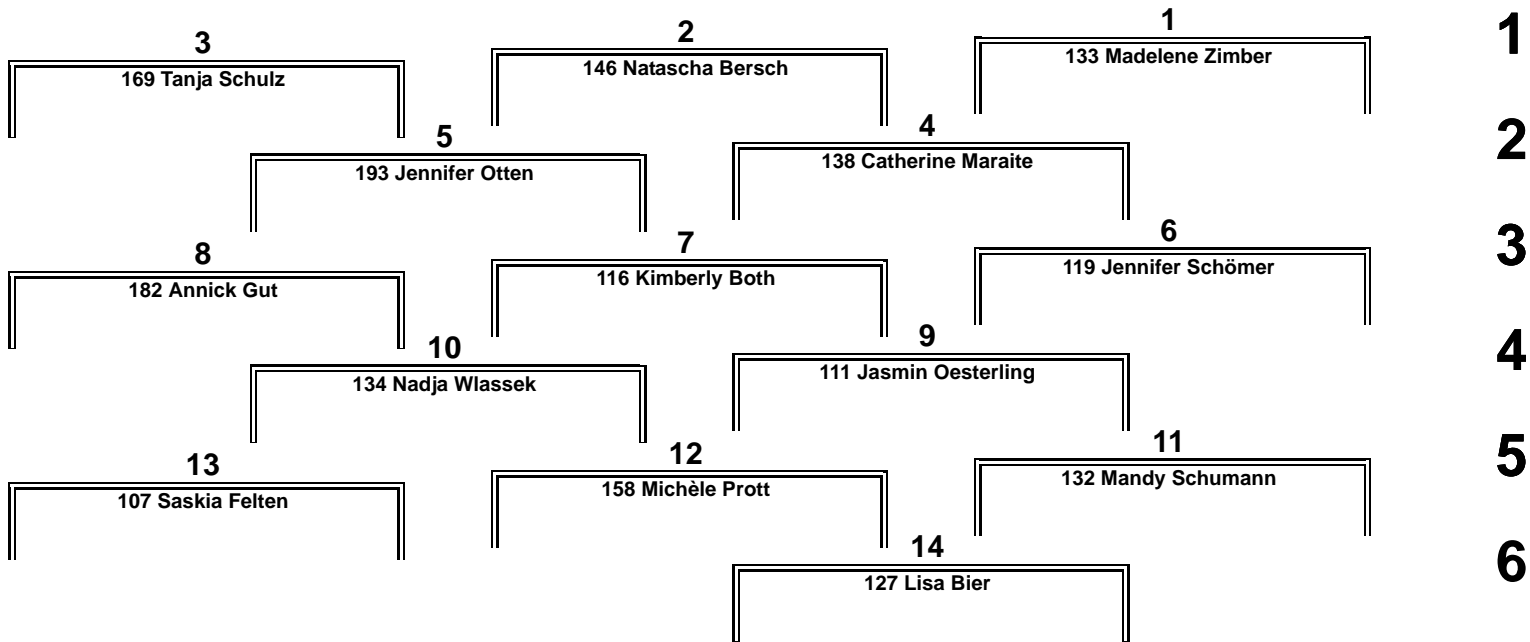 3 2 1 1
169 Tanja Schulz 146 Natascha Bersch 133 Madelene Zimber
5 4 2
193 Jennifer Otten 138 Catherine Maraite
8 7 6 3
182 Annick Gut 116 Kimberly Both 119 Jennifer Schömer
10 9 4
134 Nadja Wlassek 111 Jasmin Oesterling
13 12 11 5
107 Saskia Felten 158 Michèle Prott 132 Mandy Schumann
14 6
127 Lisa Bier